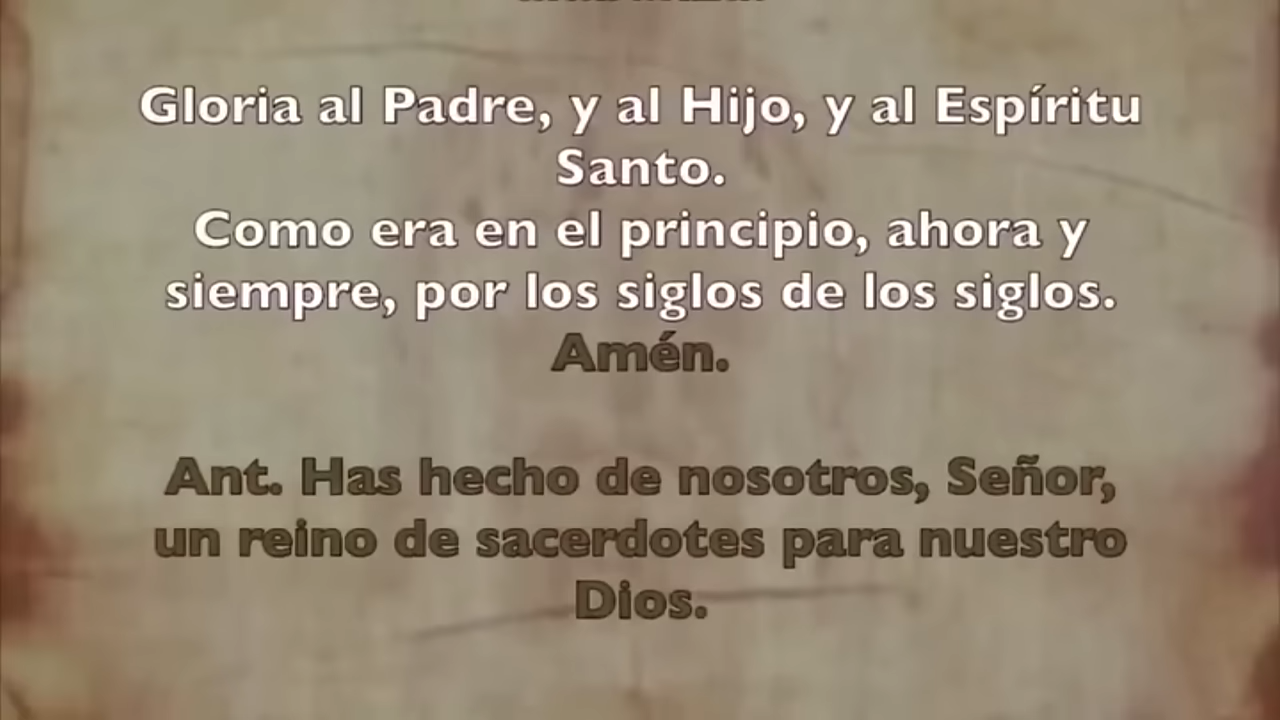 Gloria al Padre, y al Hijo, y al Espíritu
Santo.
Como era en el principio, ahora y
siempre, por los siglos de los siglos.
Amén.
Ant. Has hecho de nosotros, Señor,
un reino de sacerdotes para nuestro
Dios.